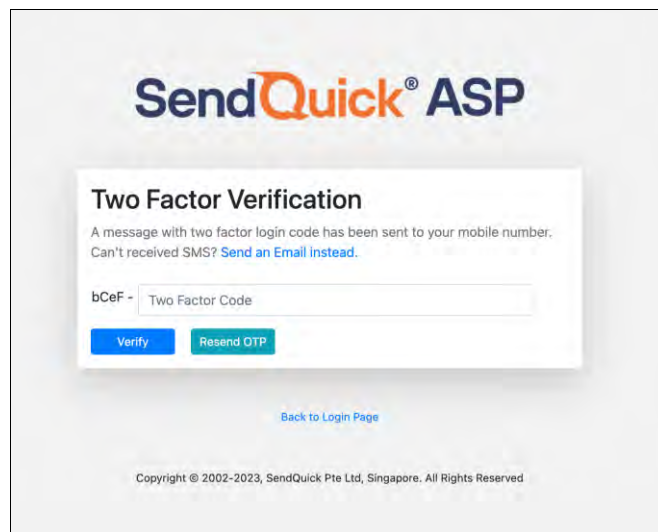 SendQuick® ASP
Two Factor Verification
A message with two factor login code has been sent to your mobile number.
Can't received SMS? Send an Email instead.
bCeF - Two Factor Code
Verify Resend OTP
Back to Login Page
Copyright © 2002-2023, SendQuick Pte Ltd, Singapore. All Rights Reserved